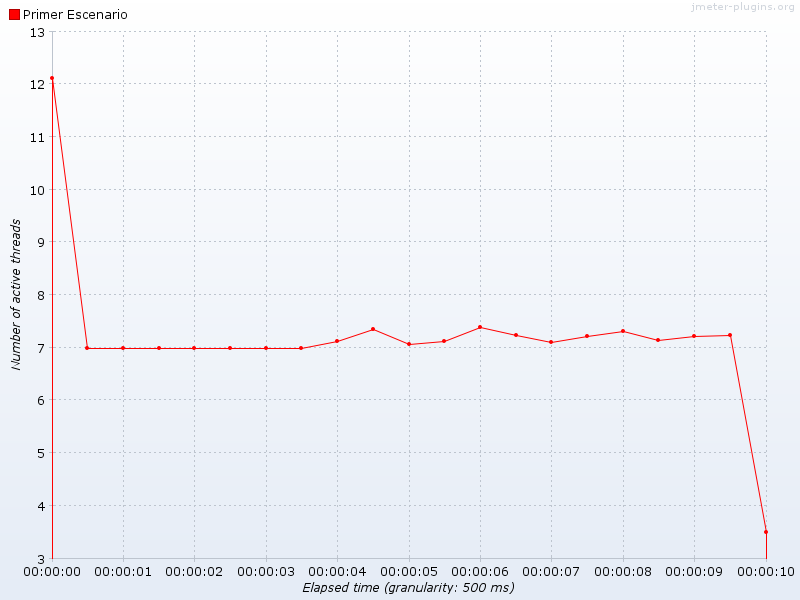 jmeter-plugins.org
Primer Escenario
13
12
11
10
9
8
7
6
5
4
3
Number of active threads
00:00:00 00:00:01 00:00:02 00:00:03 00:00:04 00:00:05 00:00:06 00:00:07 00:00:08 00:00:09 00:00:10
Elapsed time (granularity: 500 ms)